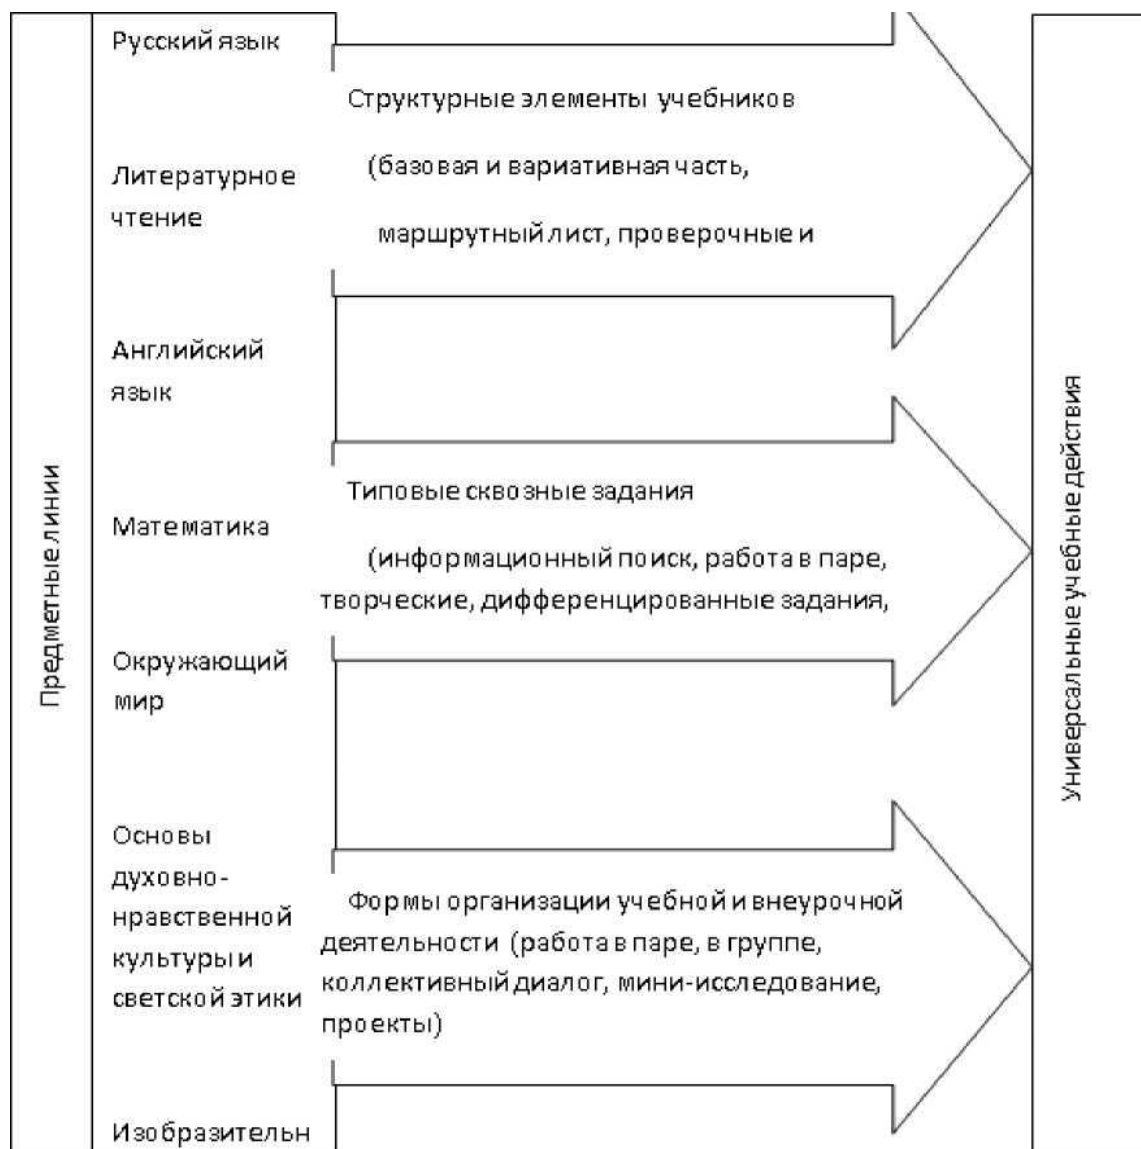 Предметные линии
Русский язык
Литературное
чтение
Английский
язык
Математика
Окружающий
мир
Основы
духовно-
нравственной
культуры и
светской этики
Изобразительн
Структурные элементы учебников
(базовая и вариативная часть,
маршрутный лист, проверочные и
Типовые сквозные задания
(информационный поиск, работа в паре,
творческие, дифференцированные задания,
Формы организации учебной и внеурочной
деятельности (работа в паре, в группе,
коллективный диалог, мини-исследование,
проекты)
Универсальные учебные действия